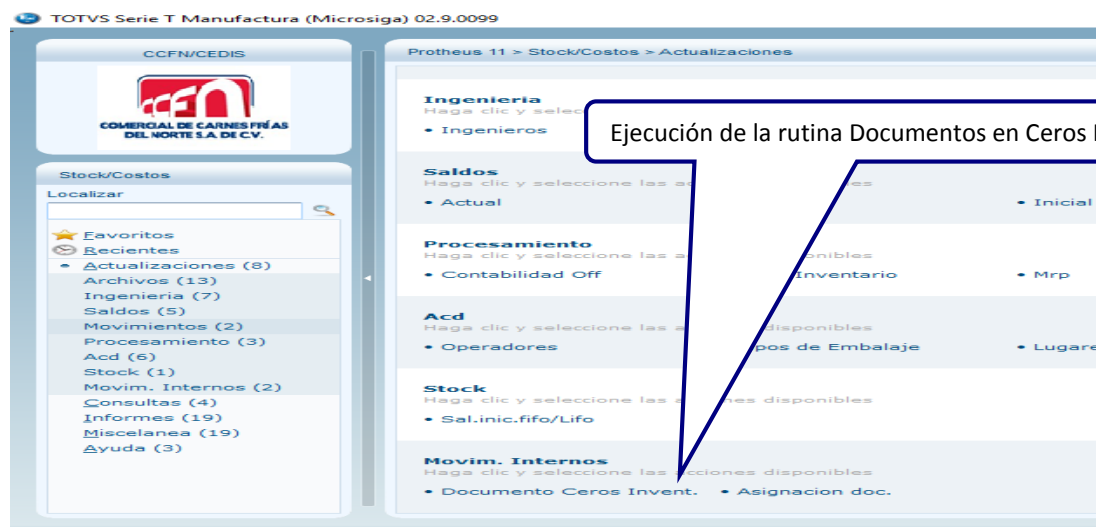 TOTVS Serie T Manufactura (Microsiga) 02.9.0099
CCFN/CEDIS
CCFN
COMERCIAL DE CARNES FRÍAS
DEL NORTE S.A. DE C.V.
Stock/Costos
Localizar
Favoritos
Recientes
• Actualizaciones (8)
Archivos (13)
Ingenieria (7)
Saldos (5)
Movimientos (2)
Procesamiento (3)
Acd (6)
Stock (1)
Movim. Internos (2)
Consultas (4)
Informes (19)
Miscelanea (19)
Ayuda (3)
Protheus 11 > Stock/Costos > Actualizaciones
Ingenieria
Haga clic y selec
• Ingenieros
Ejecución de la rutina Documentos en Ceros
Saldos
Haga clic y seleccione las
• Actual
• Inicial
Procesamiento
Haga clic y seleccione las
• Contabilidad Off
Inventario
• Mrp
Acd
Haga clic y seleccione las disponibles
• Operadores
pos de Embalaje
• Lugare
Stock
Haga clic y seleccione las nes disponibles
• Sal.inic.fifo/Lifo
Movim. Internos
Haga clic y seleccione las acciones disponibles
• Documento Ceros Invent.
• Asignacion doc.